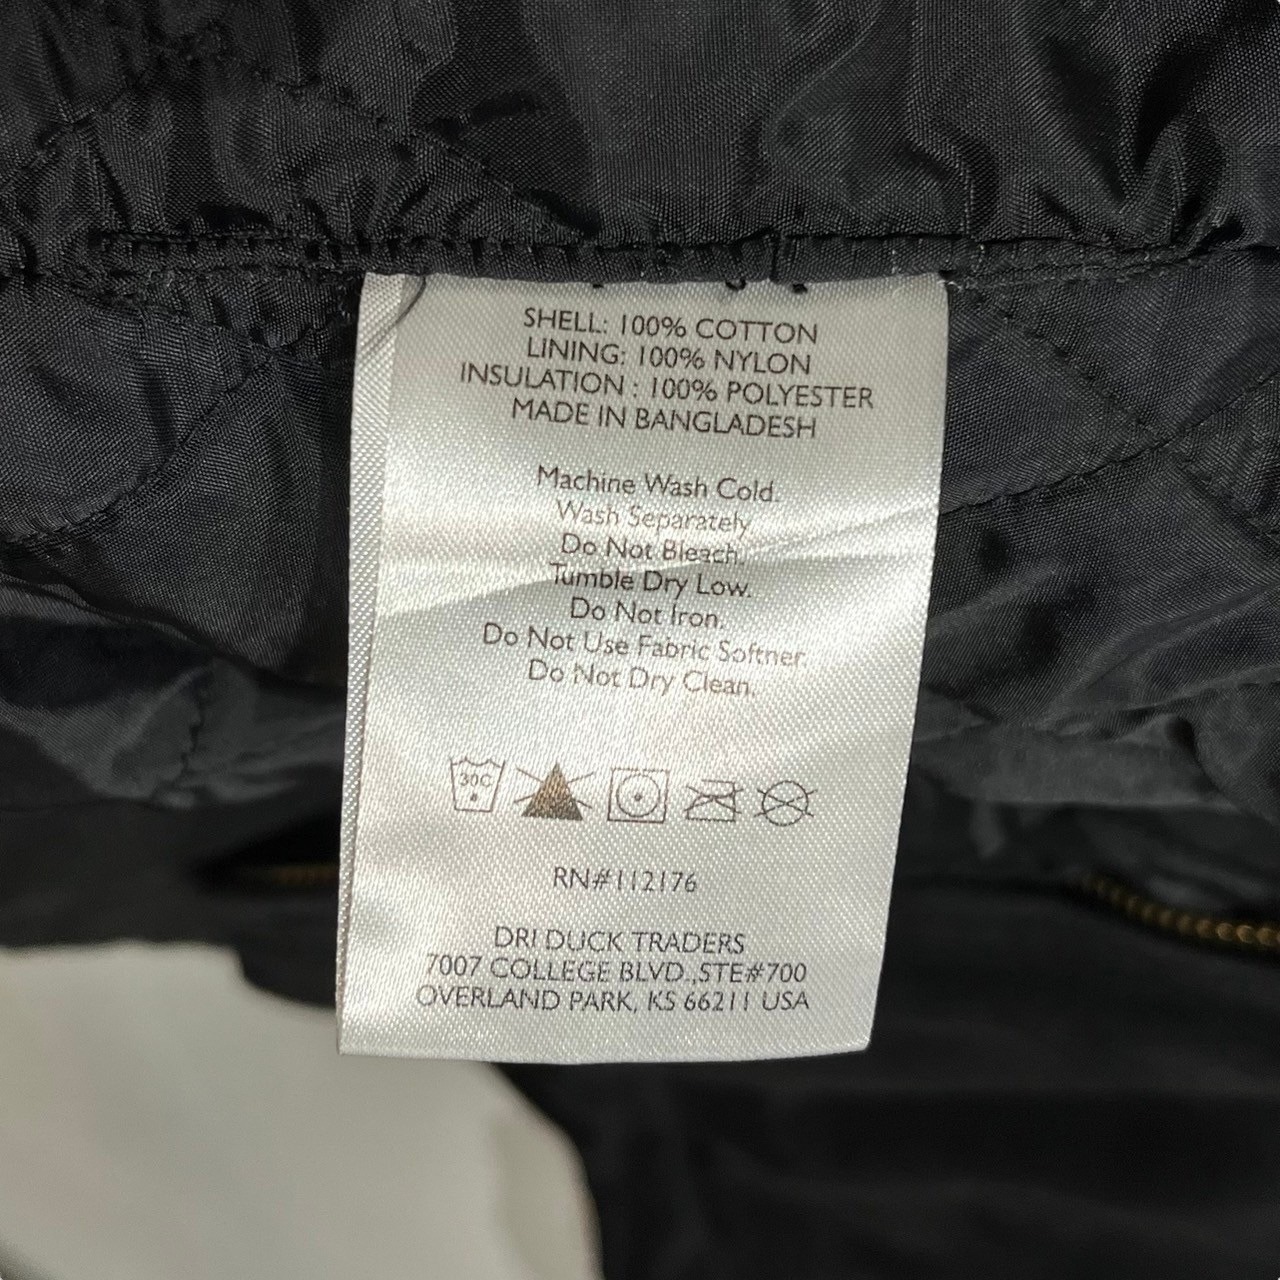 SHELL: 100% COTTON
LINING: 100% NYLON
INSULATION : 100% POLYESTER
MADE IN BANGLADESH
Machine Wash Cold.
Wash Separately
Do Not Bleach.
Tumble Dry Low.
Do Not Iron.
Do Not Use Fabric Softner.
Do Not Dry Clean.
30C
RN#112176
DRI DUCK TRADERS
7007 COLLEGE BLVD.,STE#700
OVERLAND PARK, KS 66211 USA